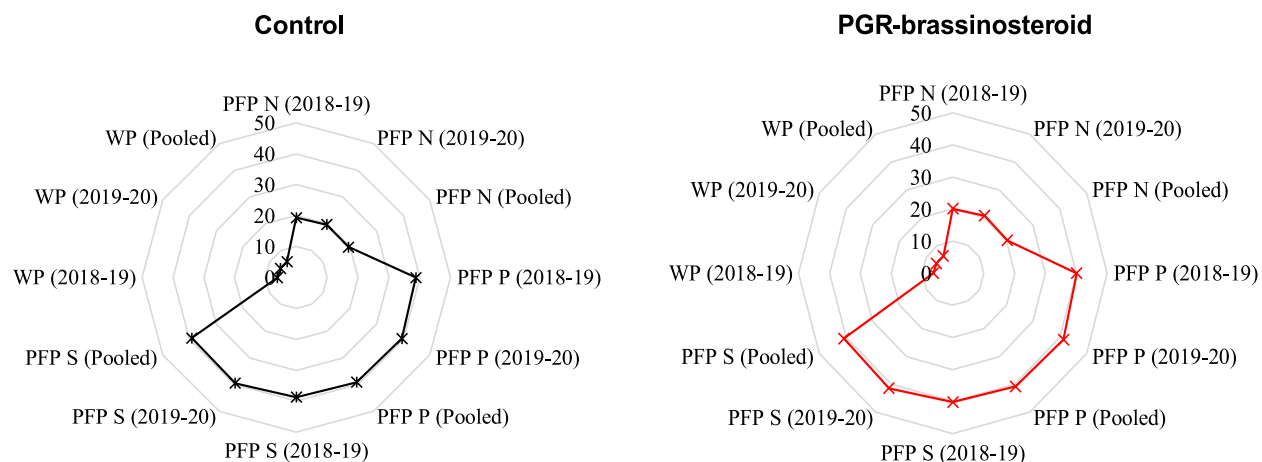 Control
PFP N (2018-19)
PFP N (2019-20)
PFP N (Pooled)
PFP P (2018-19)
PFP P (2019-20)
PFP P (Pooled)
PFP S (2018-19)
PFP S (2019-20)
PFP S (Pooled)
WP (2018-19)
WP (2019-20)
WP (Pooled)
50
40
30
20
10
0
PGR-brassinosteroid
PFP N (2018-19)
PFP N (2019-20)
PFP N (Pooled)
PFP P (2018-19)
PFP P (2019-20)
PFP P (Pooled)
PFP S (2018-19)
PFP S (2019-20)
PFP S (Pooled)
WP (2018-19)
WP (2019-20)
WP (Pooled)
50
40
30
20
10
0